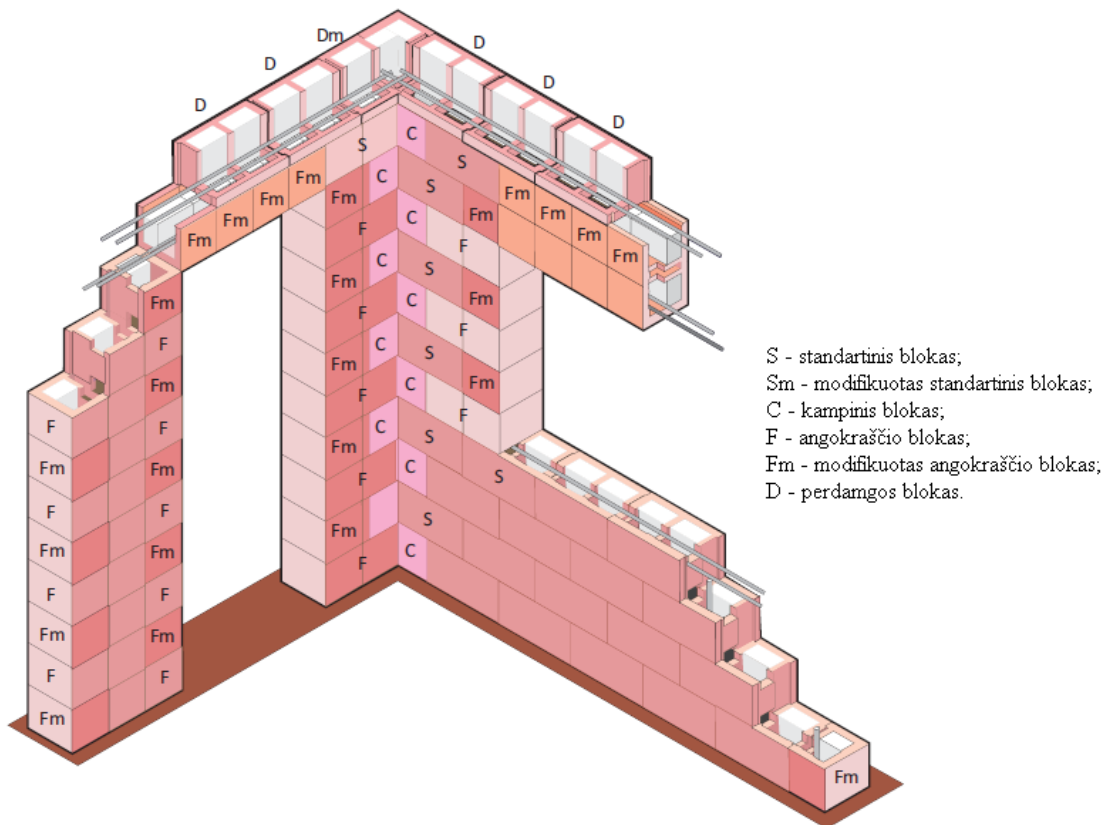 Dm
D
D
D
D
D
C
S
S
C
Fm
S
Fm
Fm
Fm
Fm
C
Fm
Fm
F
Fm
Fm
F
C
Fm
S
Fm
Fm
C
Fm
F
F
C
F
S
Fm
Fm
C
Fm
F
F
C
F
F
S
Fm
Fm
C
Fm
S
F
F
F
S
Fm
Fm
C
Fm
F
F
F
Fm
Fm
F
F
Fm
Fm
S - standartinis blokas;
Sm - modifikuotas standartinis blokas;
C - kampinis blokas;
F - angokraščio blokas;
Fm - modifikuotas angokraščio blokas;
D - perdamgos blokas.